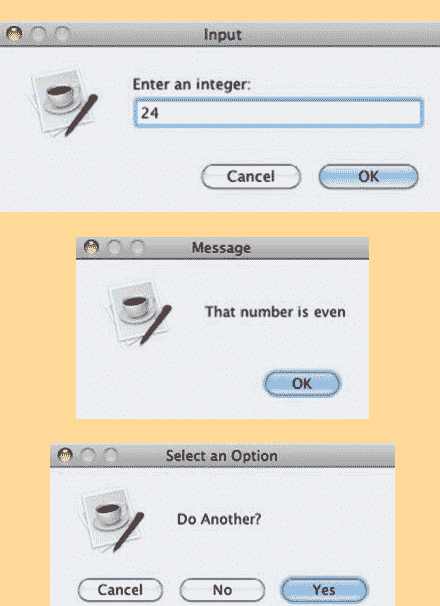 Input
Enter an integer:
24
Cancel OK
Message
That number is even
OK
Select an Option
Do Another?
Cancel No Yes